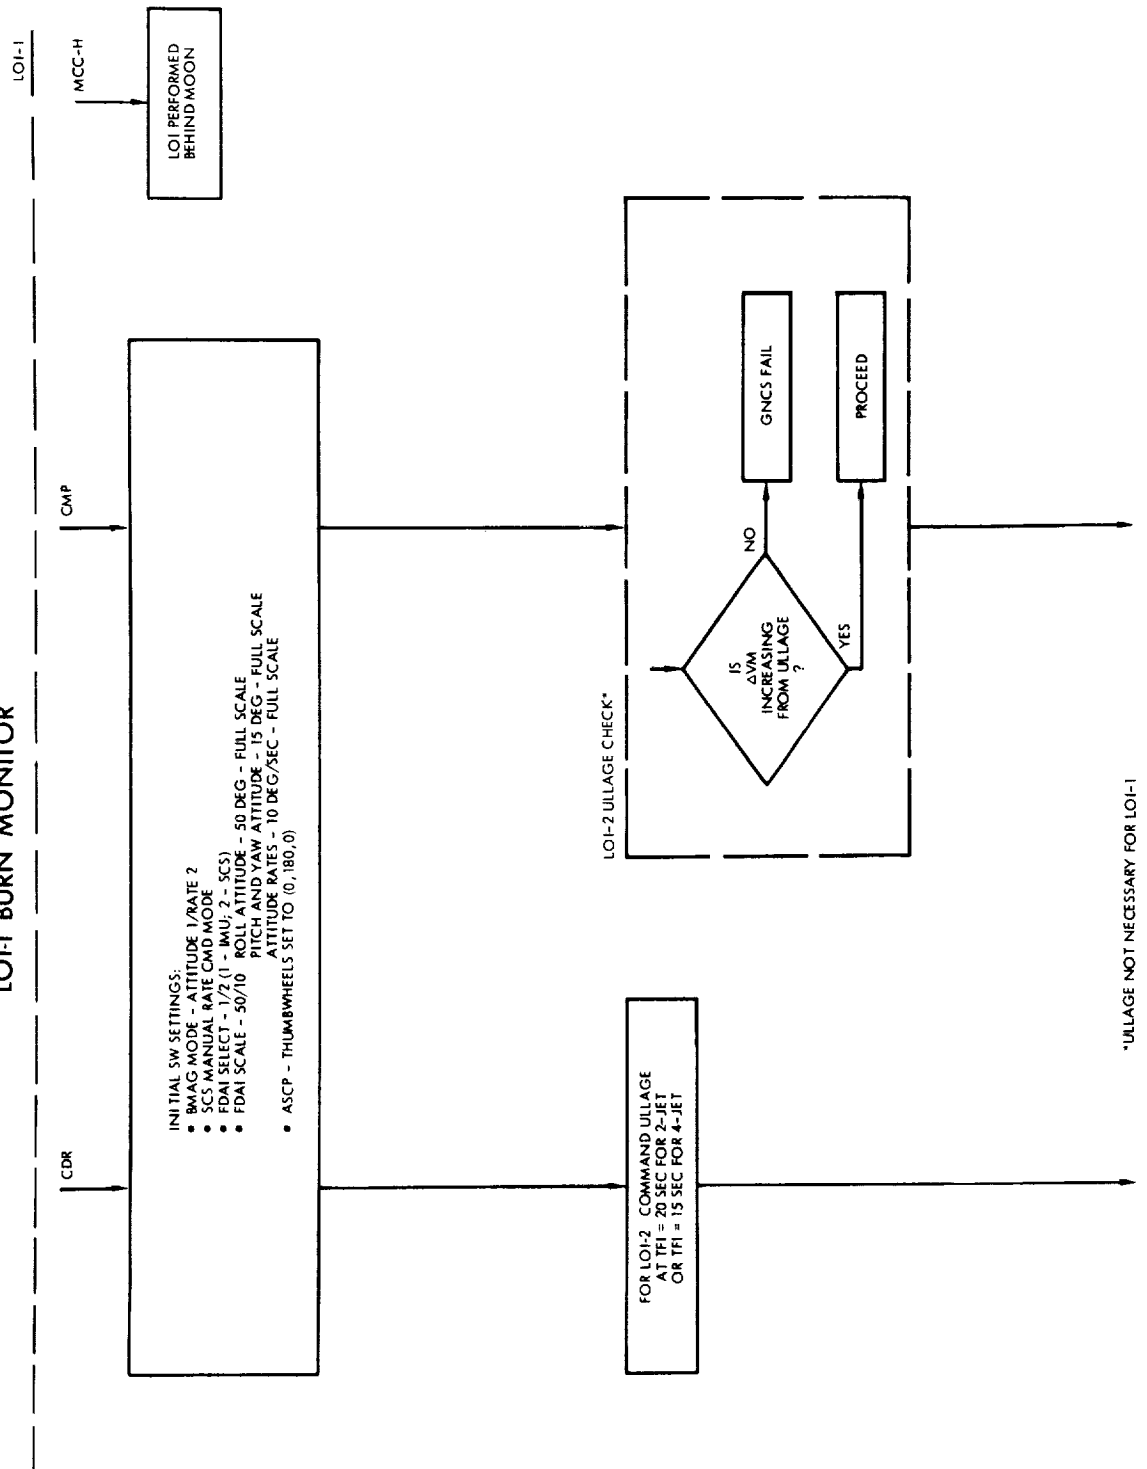 LOI-1 BURN MONITOR
LOI-1
CDR
CMP
MCC-H
INITIAL SW SETTINGS:
• BMAG MODE - ATTITUDE 1/RATE 2
• SCS MANUAL RATE CMD MODE
• FDAI SELECT - 1/2 (1 - IMU; 2 - SCS)
• FDAI SCALE - 50/10 ROLL ATTITUDE - 50 DEG - FULL SCALE
PITCH AND YAW ATTITUDE - 15 DEG - FULL SCALE
ATTITUDE RATES - 10 DEG/SEC - FULL SCALE
• ASCP - THUMBWHEELS SET TO (0,180,0)
LOI PERFORMED
BEHIND MOON
FOR LOI-2 COMMAND ULLAGE
AT TFI = 20 SEC FOR 2-JET
OR TFI = 15 SEC FOR 4-JET
LOI-2 ULLAGE CHECK*
IS
ΔVM
INCREASING
FROM ULLAGE
?
NO
GNCS FAIL
YES
PROCEED
*ULLAGE NOT NECESSARY FOR LOI-1